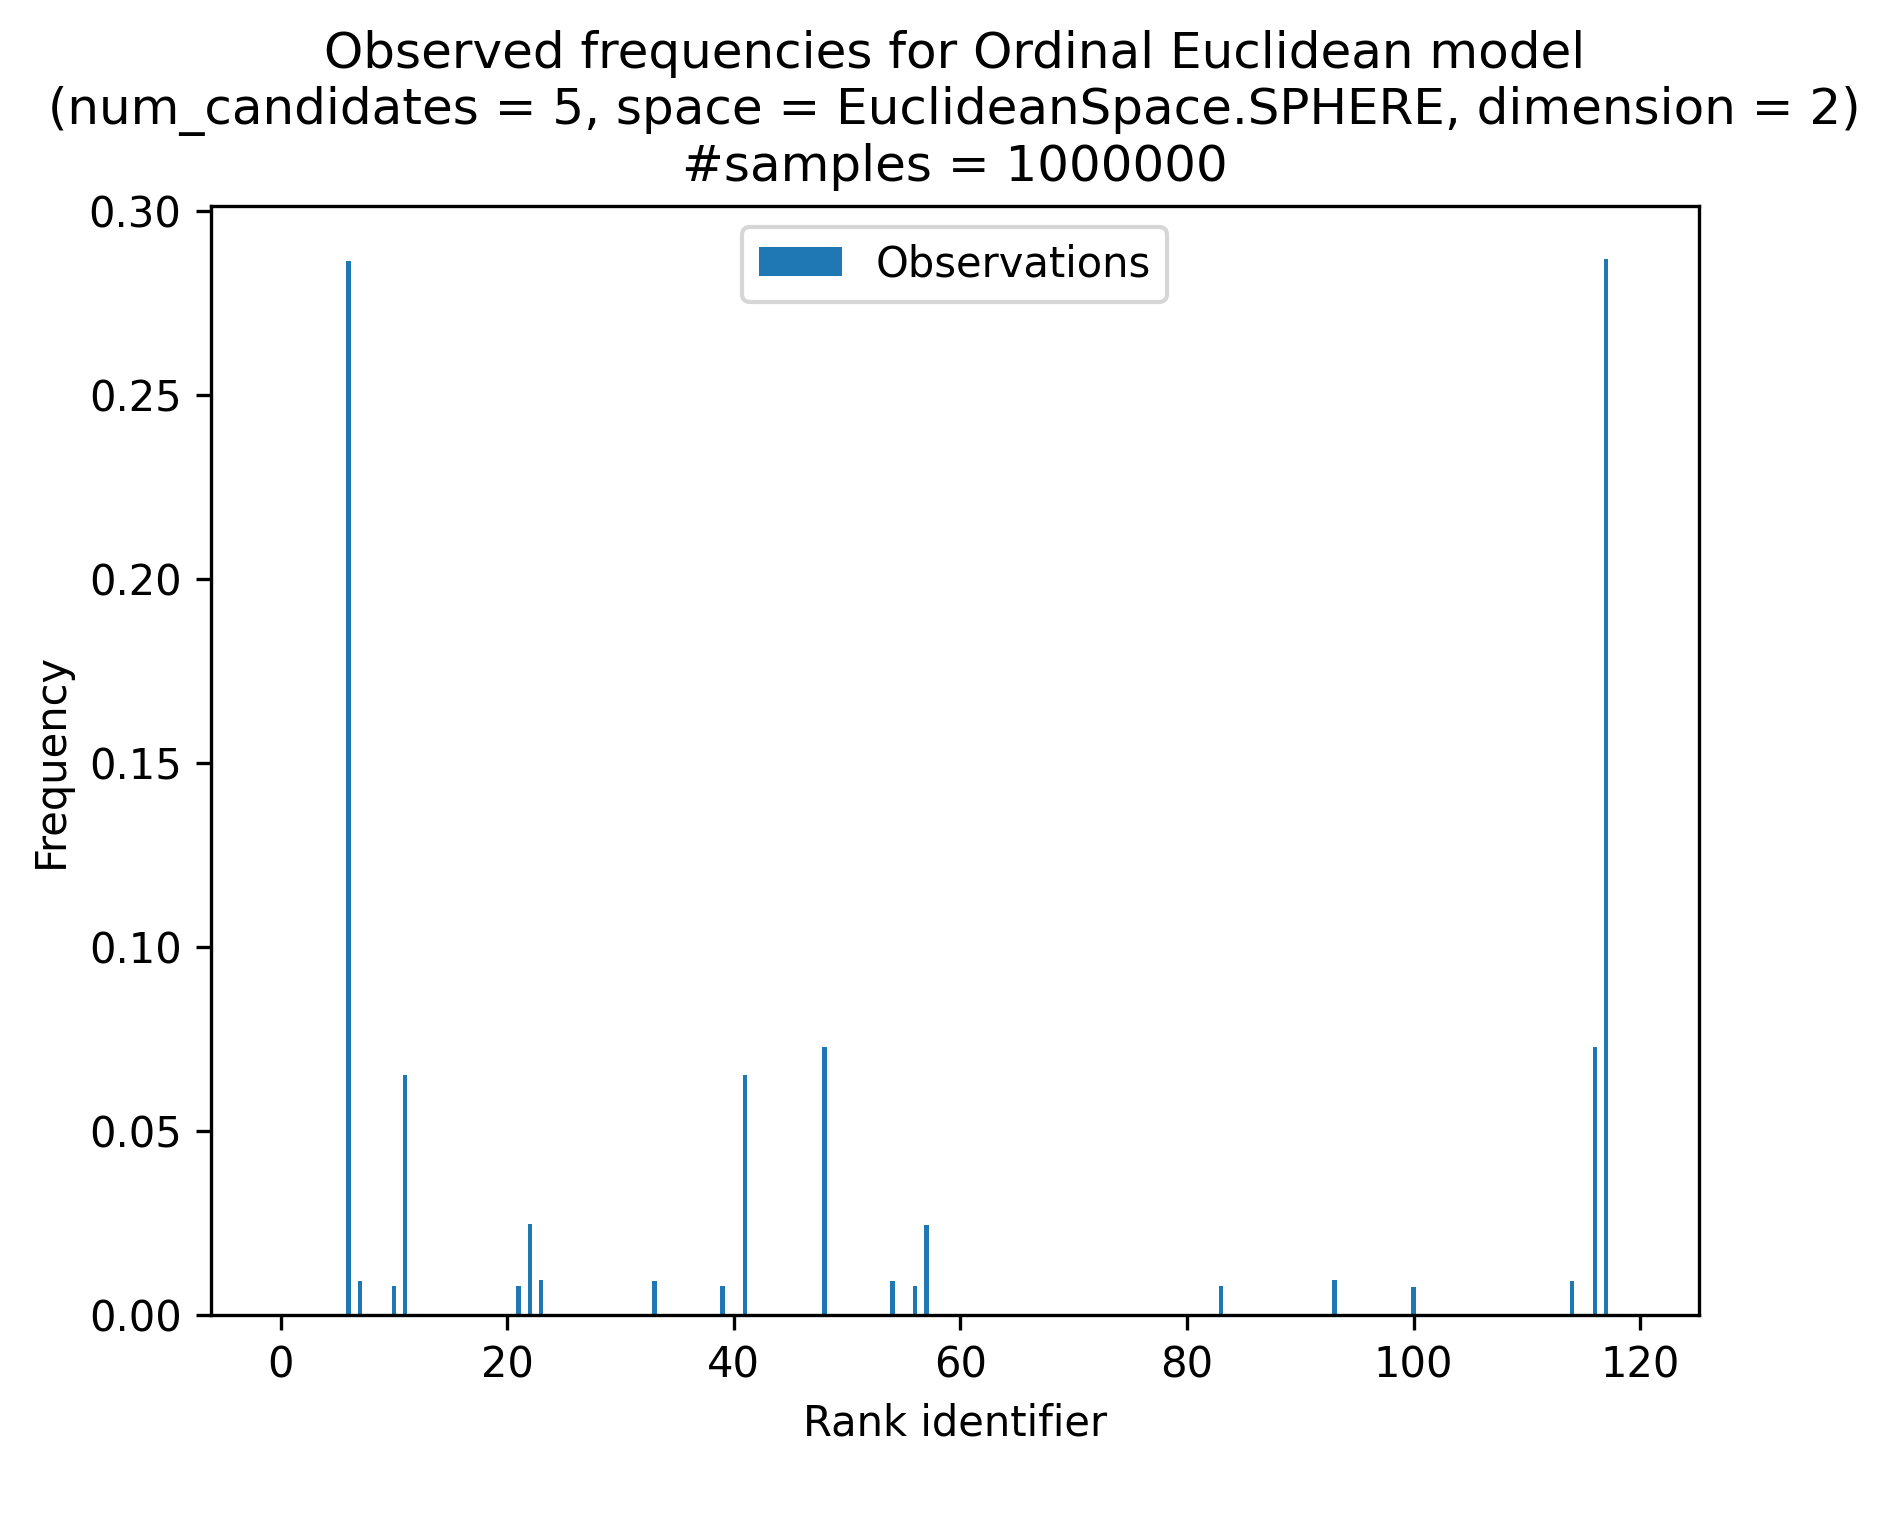 Observed frequencies for Ordinal Euclidean model
(num_candidates = 5, space = EuclideanSpace.SPHERE, dimension = 2)
#samples = 1000000
Observations
0.30
0.25
0.20
0.15
0.10
0.05
0.00
Frequency
0 20 40 60 80 100 120
Rank identifier